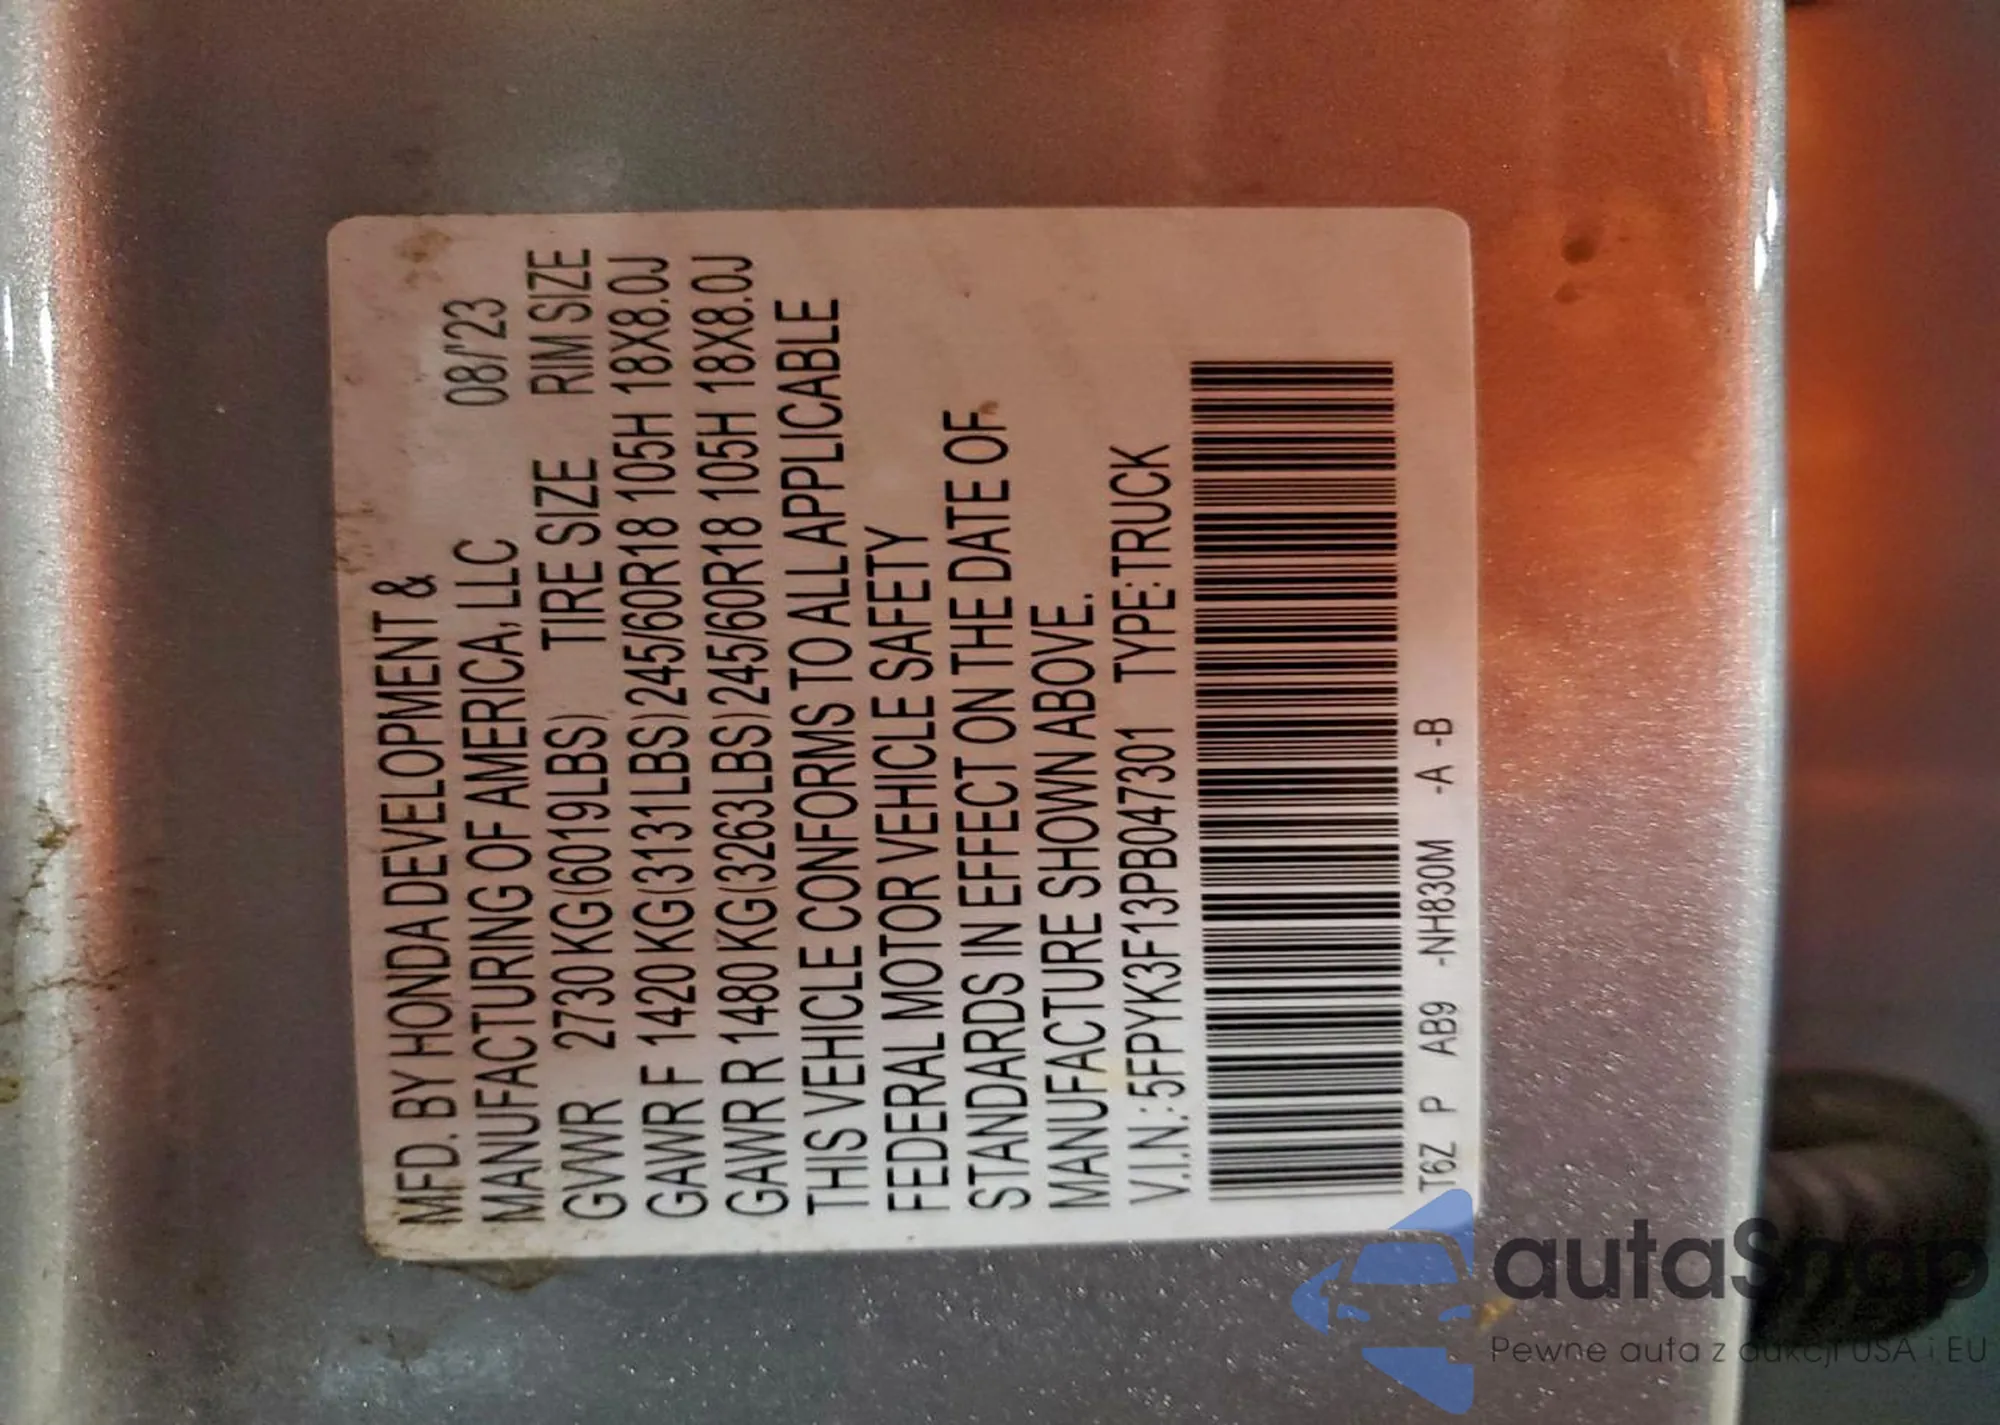 MFD. BY HONDA DEVELOPMENT &
MANUFACTURING OF AMERICA, LLC 08/'23
GVWR 2730 KG(6019LBS) TIRE SIZE RIM SIZE
GAWR F 1420 KG(3131LBS)245/60R18 105H 18X8.0J
GAWR R 1480 KG(3263LBS)245/60R18 105H 18X8.0J
THIS VEHICLE CONFORMS TO ALL APPLICABLE
FEDERAL MOTOR VEHICLE SAFETY
STANDARDS IN EFFECT ON THE DATE OF
MANUFACTURE SHOWN ABOVE.
V.I.N.:5FPYK3F13PB047301 TYPE:TRUCK
T6Z P AB9 -NH830M -A -B
autaSnap
Pewne auta z aukcji USA i EU